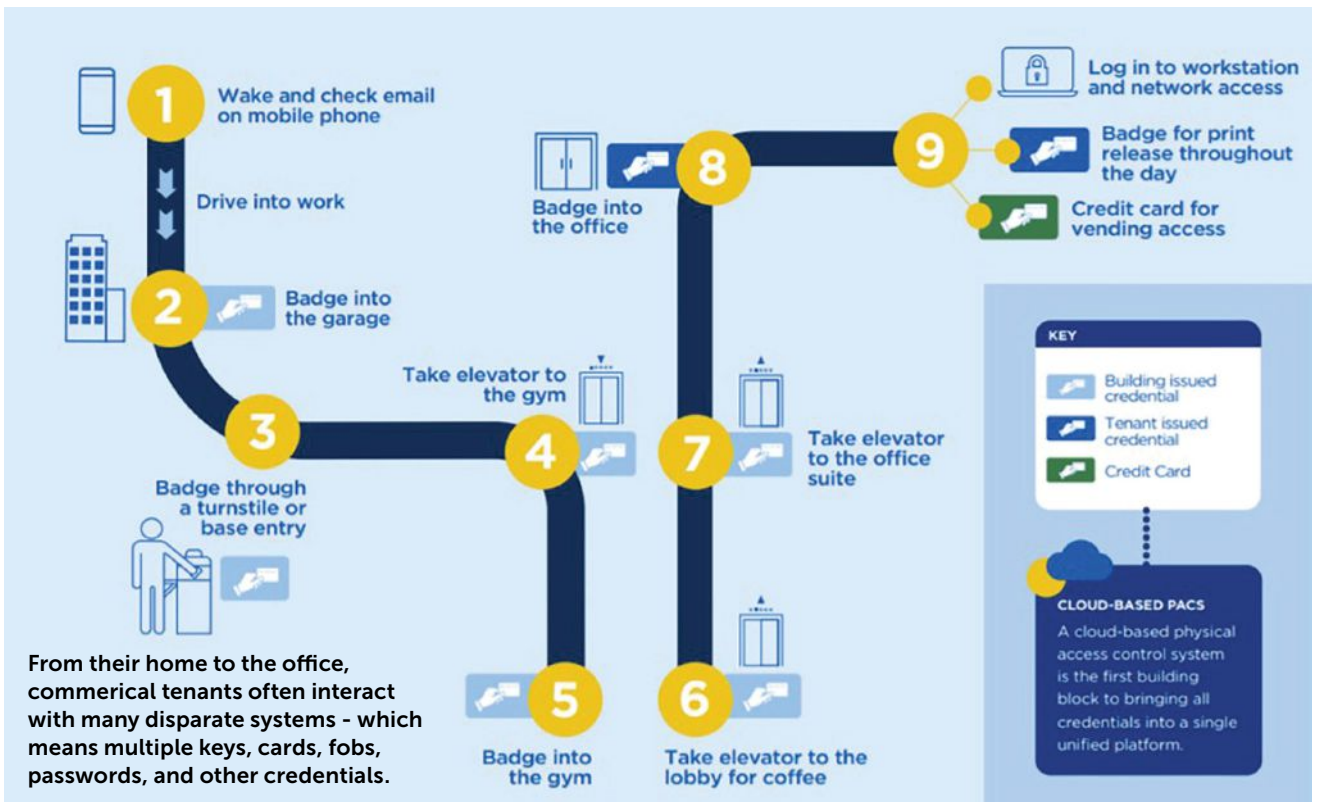 1
Wake and check email
on mobile phone
Drive into work
2
Badge into
the garage
3
Badge through
a turnstile or
base entry
Take elevator to
the gym
4
5
Badge into
the gym
6
Take elevator to the
lobby for coffee
7
Take elevator
to the office
suite
8
Badge into
the office
9
Log in to workstation
and network access
Badge for print
release throughout
the day
Credit card for
vending access
KEY
Building issued
credential
Tenant issued
credential
Credit Card
CLOUD-BASED PACS
A cloud-based physical
access control system
is the first building
block to bringing all
credentials into a single
unified platform.
From their home to the office,
commerical tenants often interact
with many disparate systems - which
means multiple keys, cards, fobs,
passwords, and other credentials.